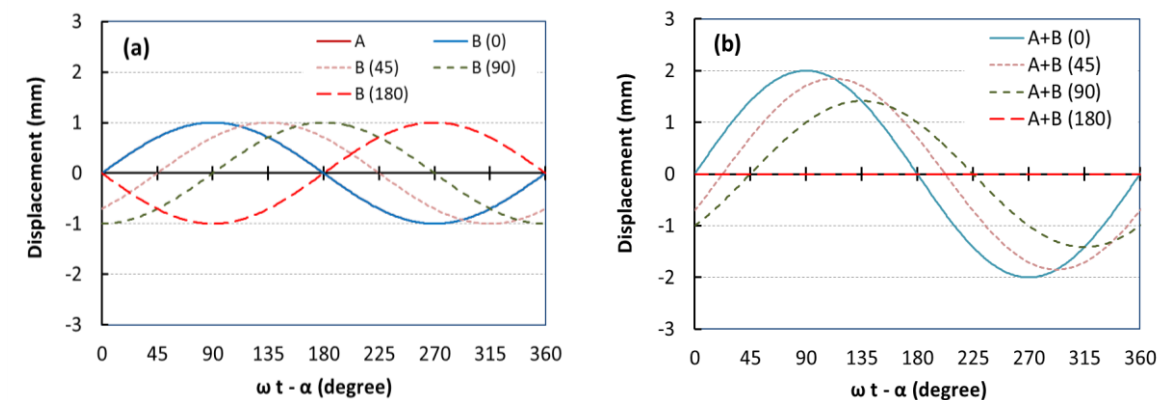 (a)
A
B (0)
B (45)
B (90)
B (180)
Displacement (mm)
3
2
1
0
-1
-2
-3
0 45 90 135 180 225 270 315 360
ω t - α (degree)
(b)
A+B (0)
A+B (45)
A+B (90)
A+B (180)
Displacement (mm)
3
2
1
0
-1
-2
-3
0 45 90 135 180 225 270 315 360
ω t - α (degree)